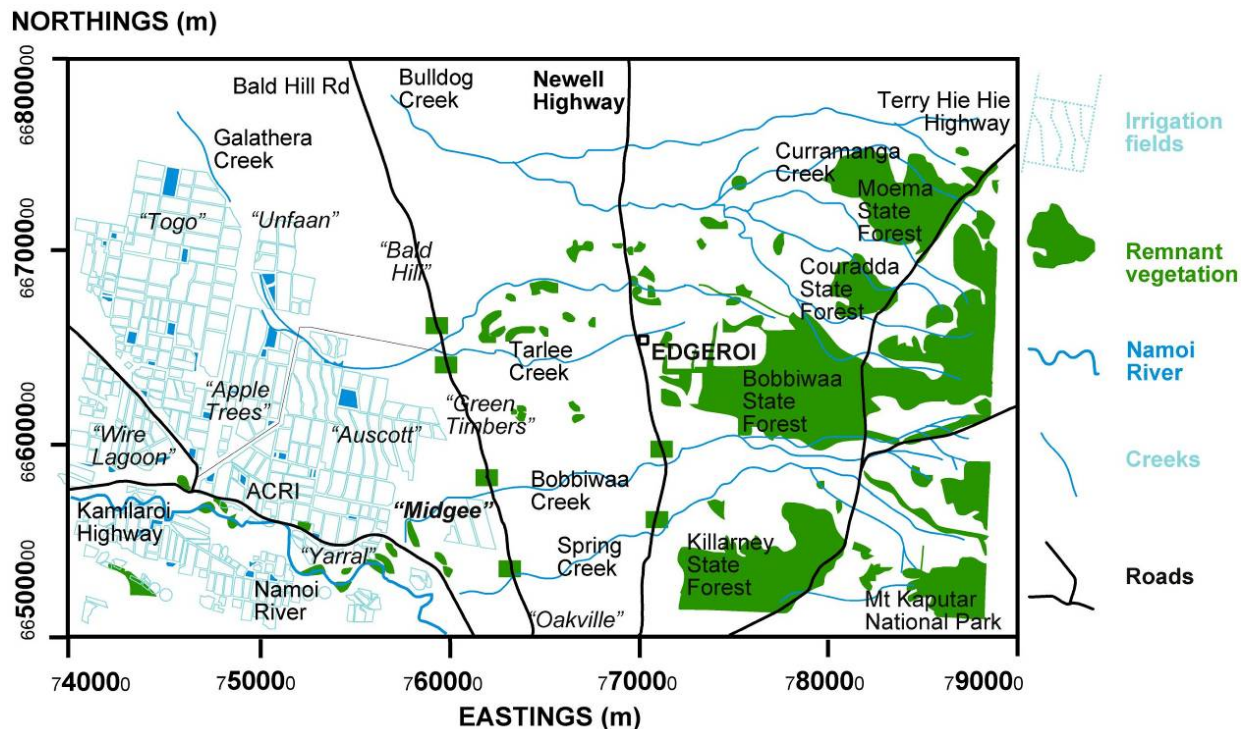 NORTHINGS (m)
6680000
6670000
6660000
6650000
Bald Hill Rd
Bulldog
Creek
Newell
Highway
Terry Hie Hie
Highway
Galathera
Creek
Curramanga
Creek
Moema
State
Forest
“Togo”
“Unfaan”
“Bald
Hill”
Couradda
State
Forest
EDGEROI
Tarlee
Creek
Bobbiwaa
State
Forest
“Apple
Trees”
“Green
Timbers”
“Auscott”
“Wire
Lagoon”
ACRI
Bobbiwaa
Creek
Kamilaroi
Highway
“Midgee”
Spring
Creek
Killarney
State
Forest
“Yarral”
Namoi
River
“Oakville”
Mt Kaputar
National Park
740000
750000
760000
770000
780000
790000
EASTINGS (m)
Irrigation
fields
Remnant
vegetation
Namoi
River
Creeks
Roads